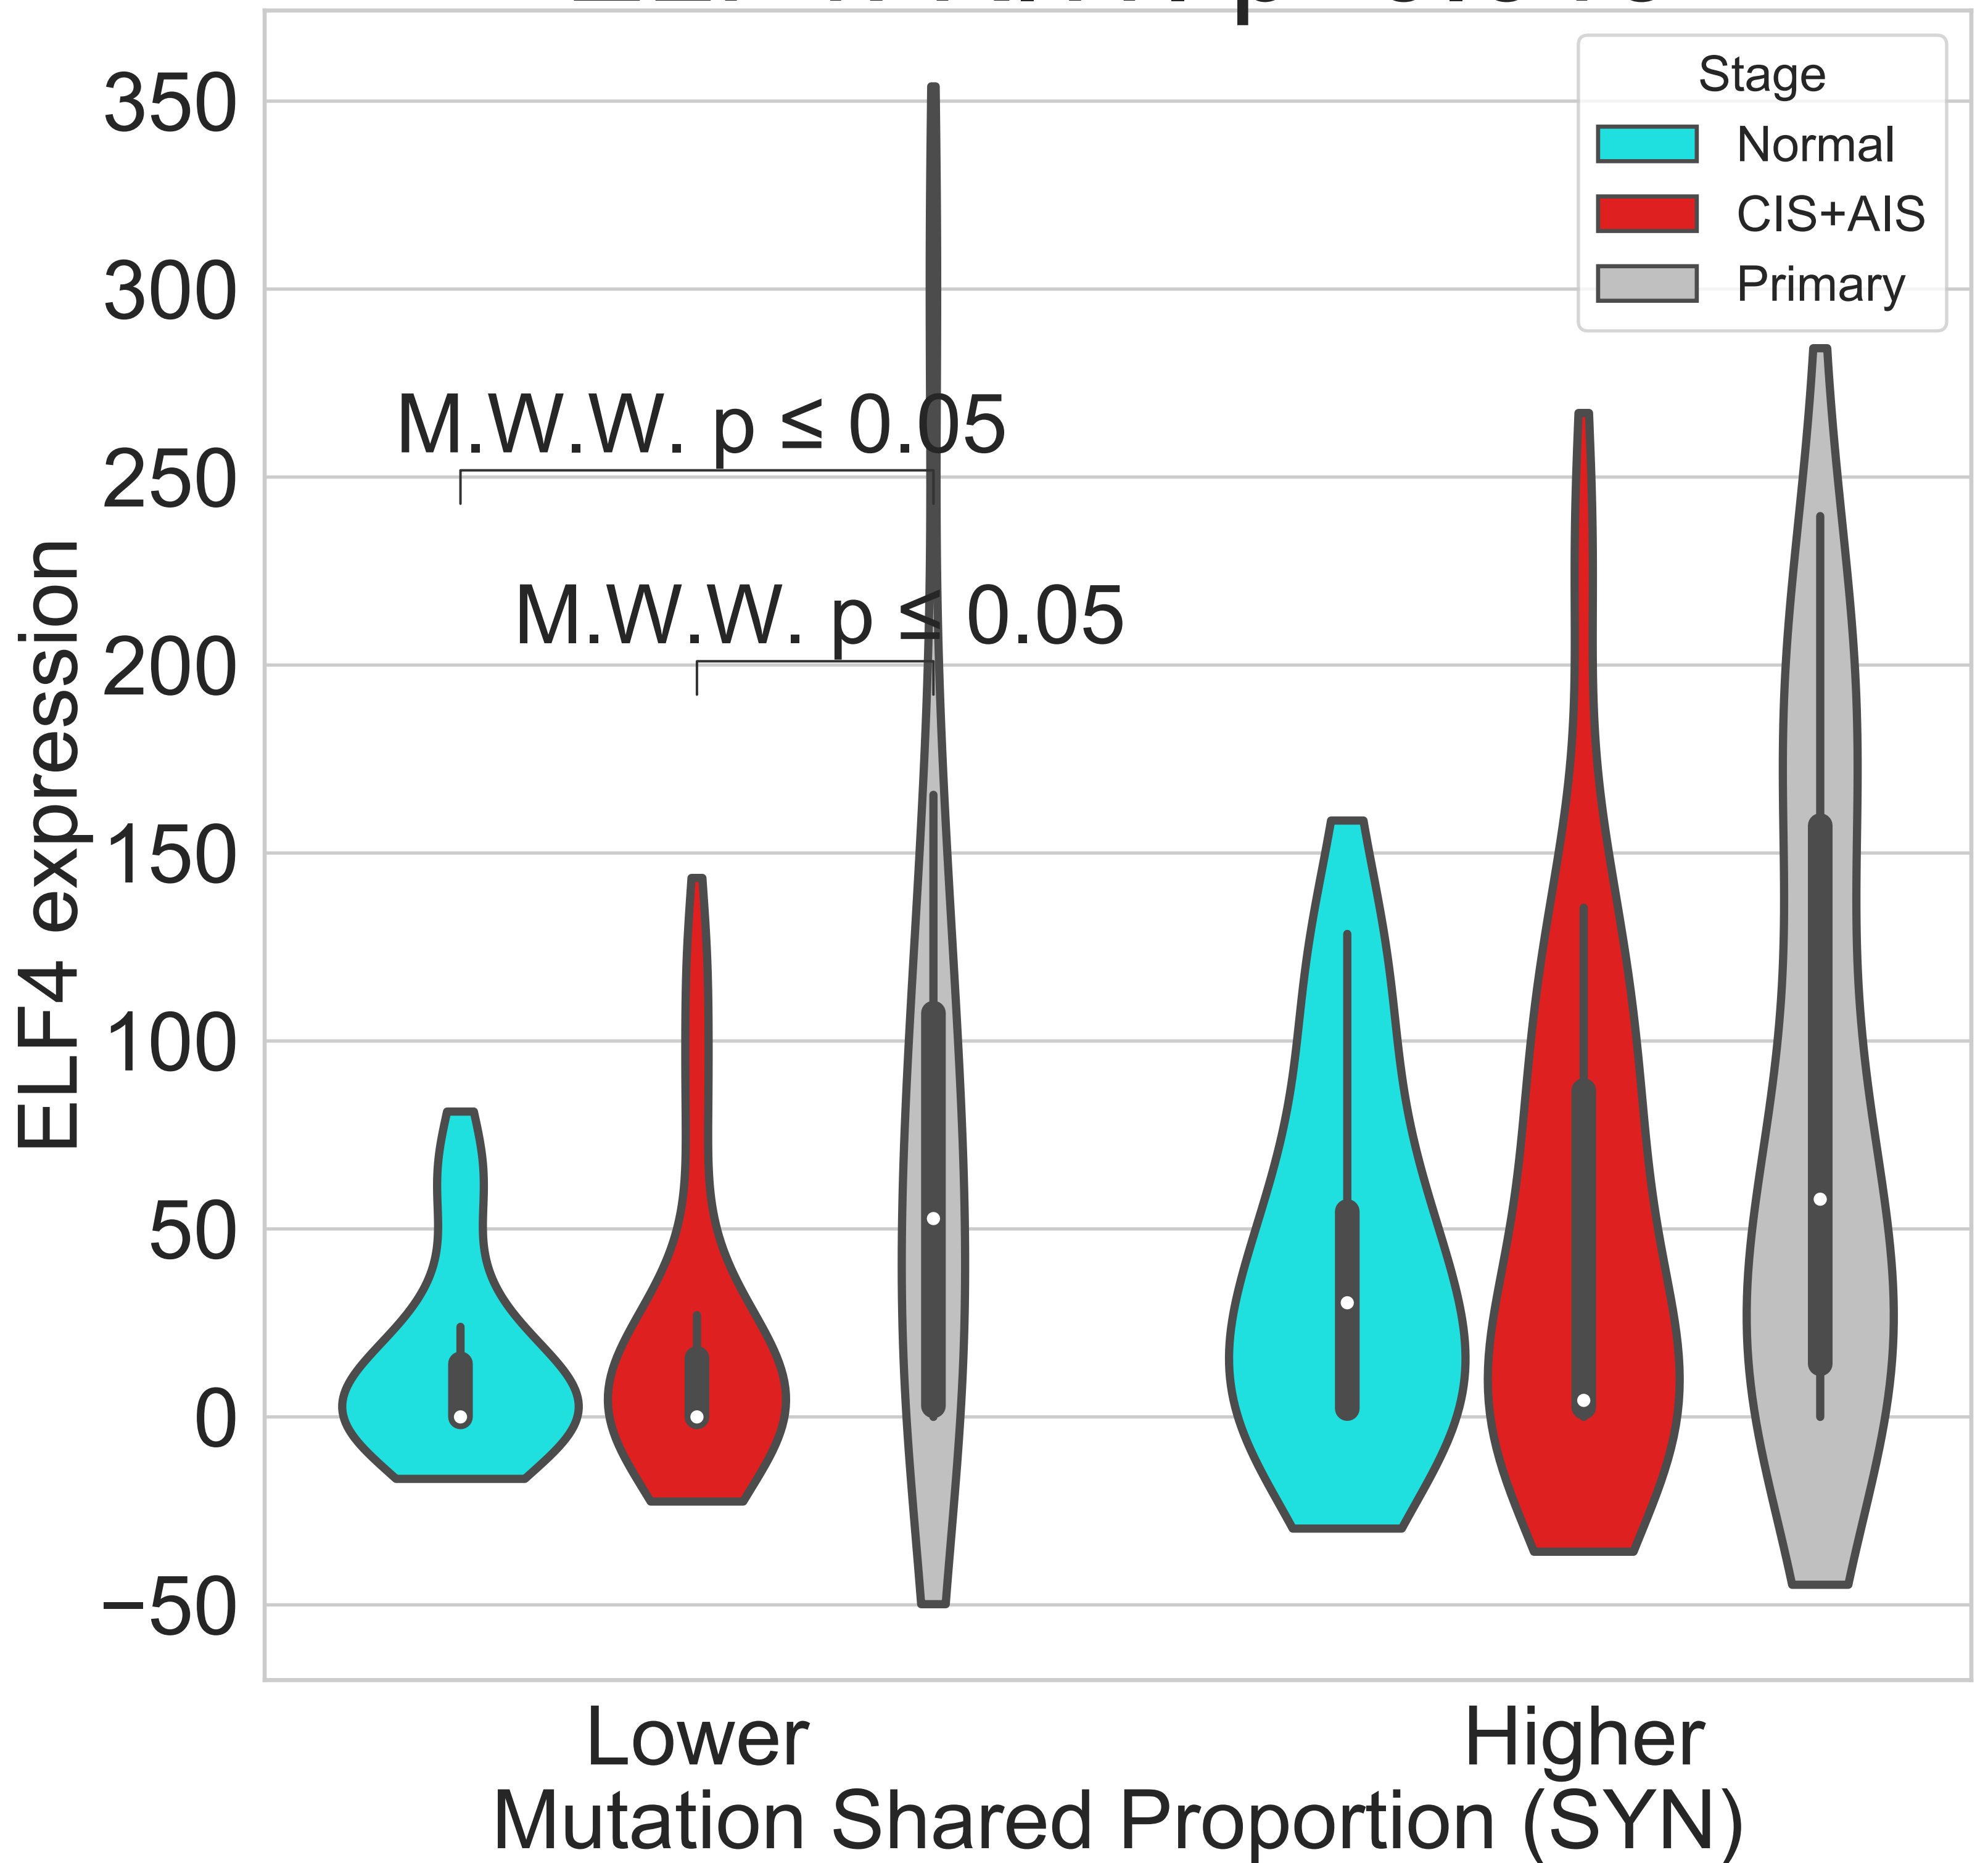 350
300
250
200
150
100
50
0
−50
ELF4 expression
Stage
Normal
CIS+AIS
Primary
M.W.W. p ≤ 0.05
M.W.W. p ≤ 0.05
Lower
Higher
Mutation Shared Proportion (SYN)